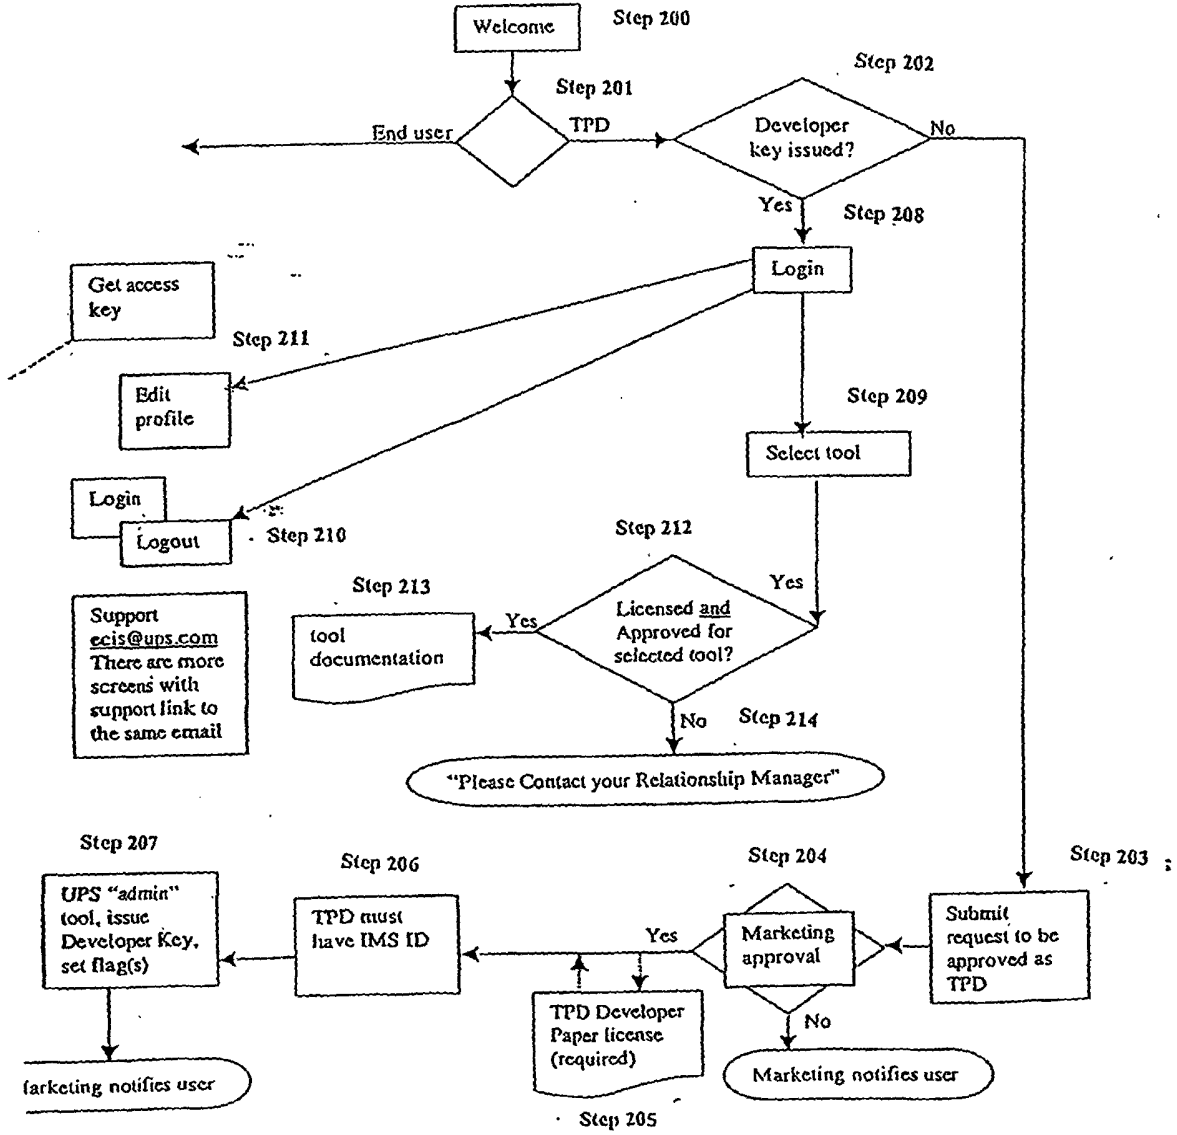 Welcome
Step 200
Step 201
Step 202
End user
TPD
Developer
key issued?
No
Yes
Step 208
Login
Get access
key
Step 211
Edit
profile
Step 209
Select tool
Login
Logout
Step 210
Step 212
Yes
Licensed and
Approved for
selected tool?
Step 213
Yes
tool
documentation
Support
ecis@ups.com
There are more
screens with
support link to
the same email
No
Step 214
"Please Contact your Relationship Manager"
Step 207
UPS "admin"
tool, issue
Developer Key,
set flag(s)
Step 206
TPD must
have IMS ID
Step 204
Yes
Marketing
approval
Step 203
Submit
request to be
approved as
TPD
TPD Developer
Paper license
(required)
Step 205
No
Marketing notifies user
arketing notifies user